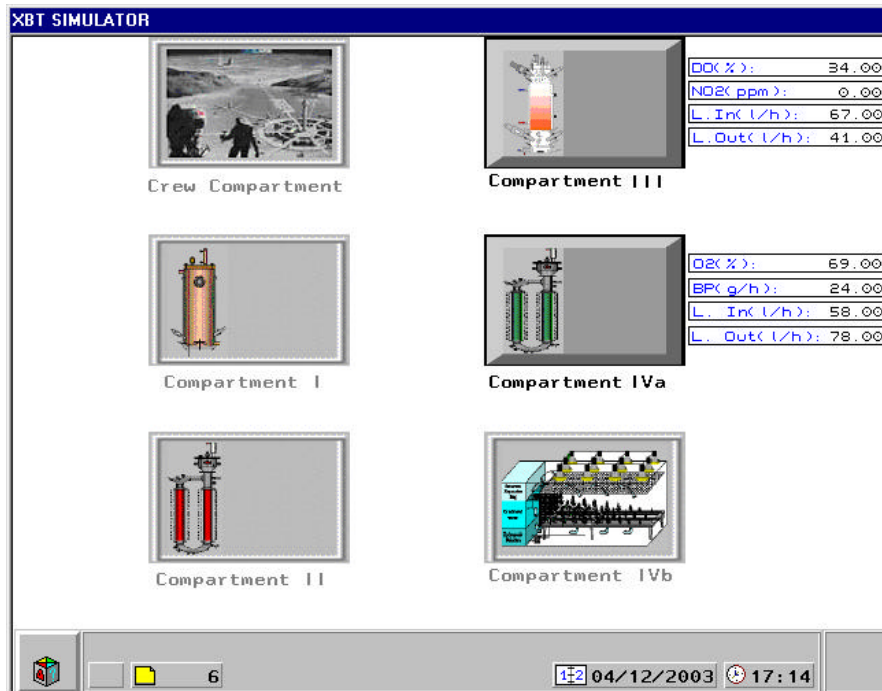 XBT SIMULATOR
Crew Compartment
Compartment III
DO(%): 34.00
NO2(ppm): 0.00
L.In(l/h): 67.00
L.Out(l/h): 41.00
Compartment I
Compartment IVa
O2(%): 69.00
BP(g/h): 24.00
L. In(l/h): 58.00
L. Out(l/h): 78.00
Compartment II
Compartment IVb
6
1 2 04/12/2003 17:14